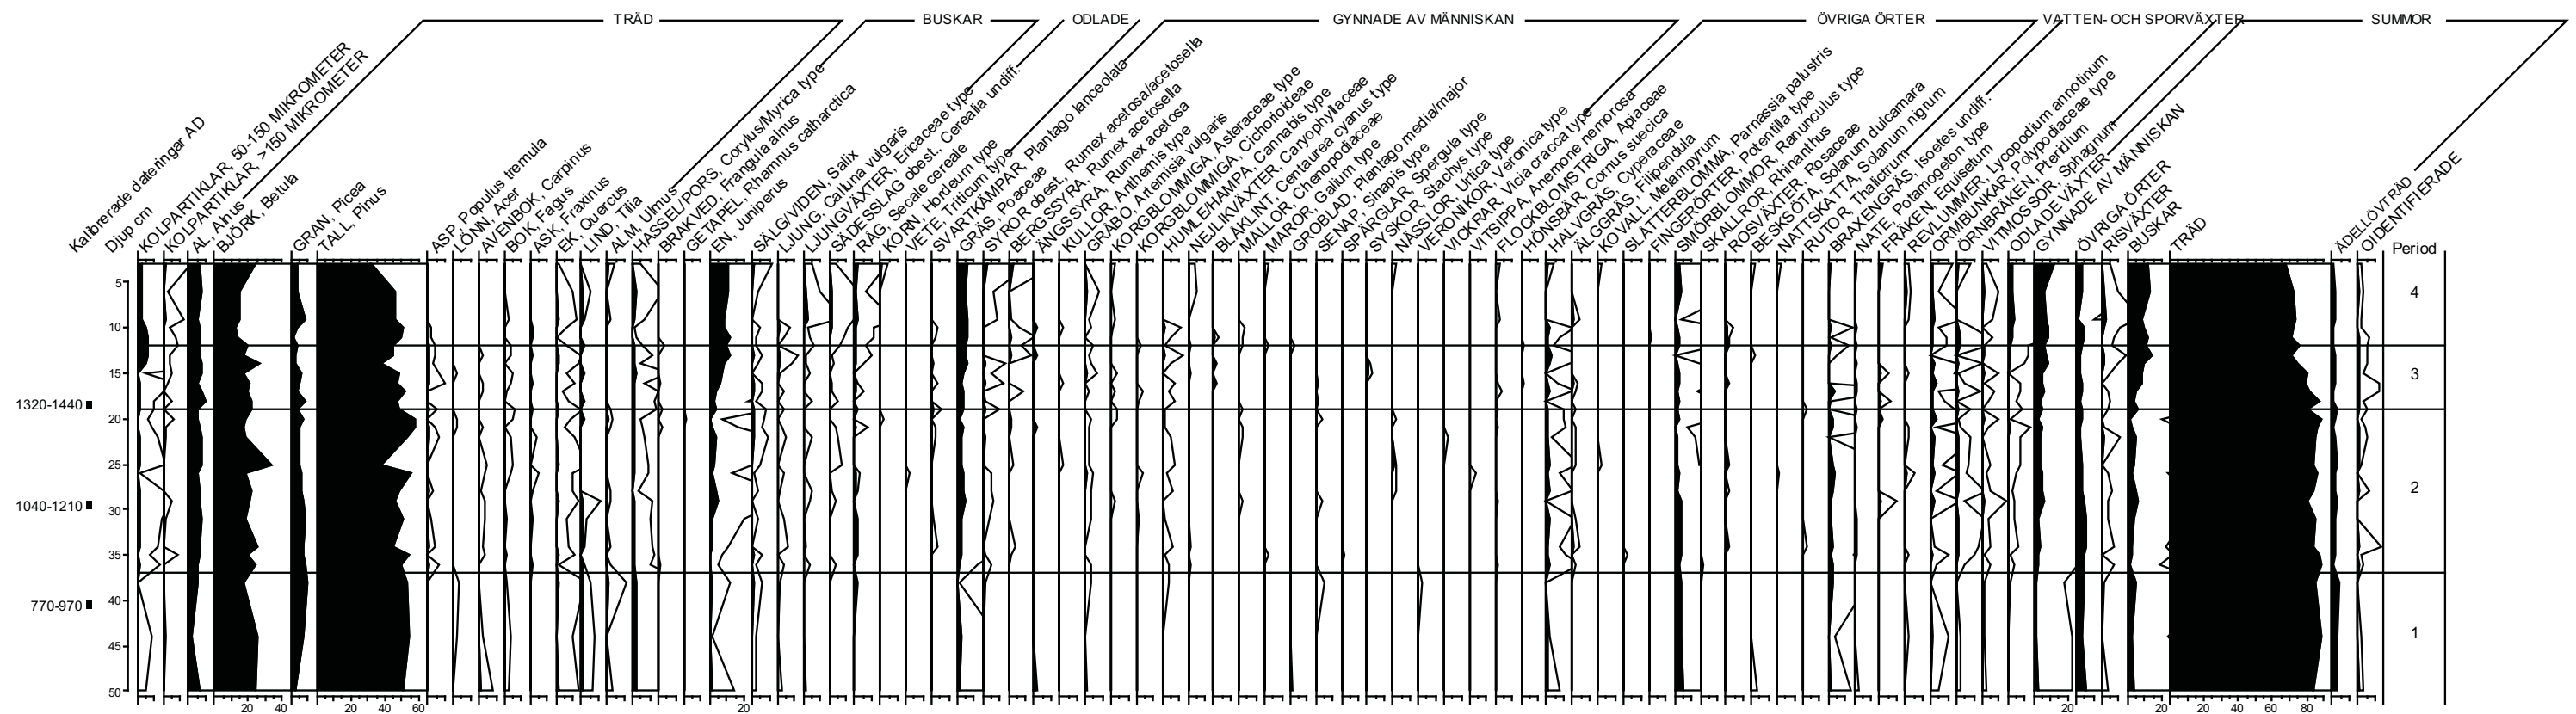 TRÄD
BUSKAR
ODLADE
GYNNADE AV MÄNNISKAN
ÖVRIGA ÖRTER
VATTEN- OCH SPORVÄXTER
SUMMOR
Kalibrerade dateringar AD
Djup cm
KOLPARTIKLAR, 50-150 MIKROMETER
KOLPARTIKLAR, >150 MIKROMETER
AL, Alnus
BJÖRK, Betula
GRAN, Picea
TALL, Pinus
ASP, Populus tremula
LÖNN, Acer
AVENBOK, Carpinus
BOK, Fagus
ASK, Fraxinus
EK, Quercus
LIND, Tilia
ALM, Ulmus
HASSEL/PORS, Corylus/Myrica type
BRAKVED, Frangula alnus
GETAPEL, Rhamnus catharctica
EN, Juniperus
SÄLG/VIDEN, Salix
LJUNG, Calluna vulgaris
LJUNGVÄXTER, Ericaceae type
SÄDESSLAG obest., Cerealia undiff.
RÅG, Secale cereale
KORN, Hordeum type
VETE, Triticum type
SVARTKÄMPAR, Plantago lanceolata
GRÄS, Poaceae
SYROR obest., Rumex acetosa/acetosella
BERGSSYRA, Rumex acetosella
ÄNGSSYRA, Rumex acetosa
KULLOR, Anthemis type
GRÅBO, Artemisia vulgaris
KORGBLOMMIGA, Asteraceae type
KORGBLOMMIGA, Cichorioideae
HUMLE/HAMPA, Cannabis type
NEJLIKVÄXTER, Caryophyllaceae
BLÅKLINT, Centaurea cyanus type
MÅLLOR, Chenopodiaceae
MÅROR, Galium type
GROBLAD, Plantago media/major
SENAP, Sinapis type
SPÄRGLAR, Spergula type
SYSKOR, Stachys type
NÄSSLOR, Urtica type
VERONIKOR, Veronica type
VICKRAR, Vicia cracca type
VITSIPPA, Anemone nemorosa
FLOCKBLOMSTRIGA, Apiaceae
HÖNSBÄR, Cornus suecica
HALVGRÄS, Cyperaceae
ÄLGGRÄS, Filipendula
KOVALL, Melampyrum
SLÅTTERBLOMMA, Parnassia palustris
FINGERÖRTER, Potentilla type
SMÖRBLOMMOR, Ranunculus type
SKALLROR, Rhinanthus
ROSVÄXTER, Rosaceae
BESKSÖTA, Solanum dulcamara
NATTSKATTA, Solanum nigrum
RUTOR, Thalictrum
BRAXENGRÄS, Isoetes undiff.
NATE, Potamogeton type
FRÄKEN, Equisetum
REVLUMMER, Lycopodium annotinum
ORMBUNKAR, Polypodiaceae type
ÖRNBRÄKEN, Pteridium
VITMOSSOR, Sphagnum
ODLADE VÄXTER
GYNNADE AV MÄNNISKAN
ÖVRIGA ÖRTER
RISVÄXTER
BUSKAR
TRÄD
ÄDELLÖVTRÄD
OIDENTIFIERADE
Period
5
10
15
20
25
30
35
40
45
50
1320-1440
1040-1210
770-970
4
3
2
1
20 40 20 40 60 20 20 20 20 40 60 80